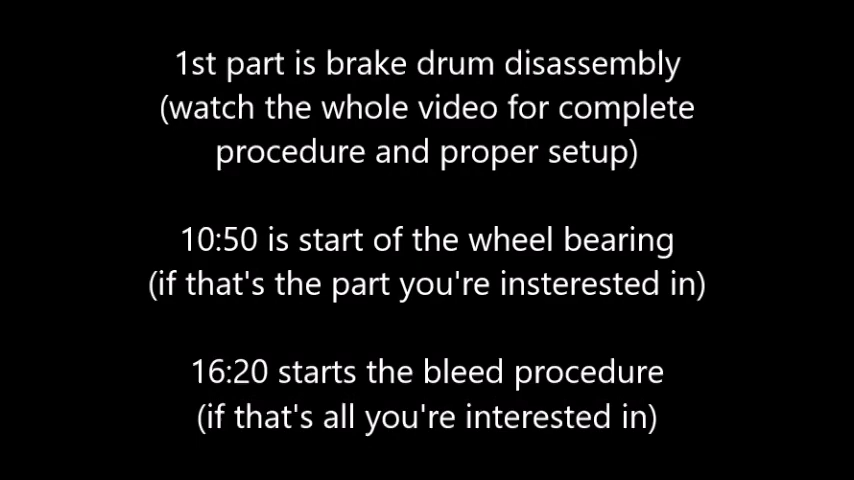 1st part is brake drum disassembly
(watch the whole video for complete
procedure and proper setup)
10:50 is start of the wheel bearing
(if that's the part you're insterested in)
16:20 starts the bleed procedure
(if that's all you're interested in)